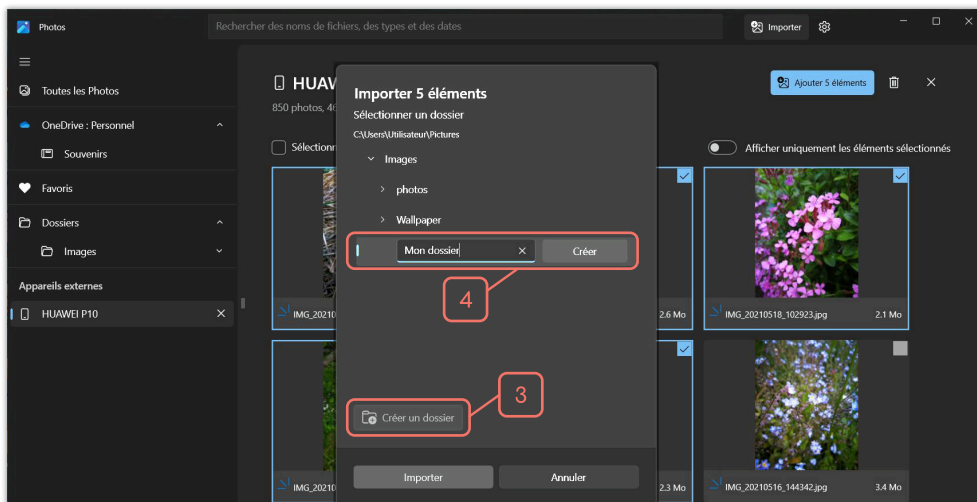 Photos
Rechercher des noms de fichiers, des types et des dates
Importer
Toutes les Photos
OneDrive : Personnel
Souvenirs
Favoris
Dossiers
Images
Appareils externes
HUAWEI P10
HUAW
850 photos, 46
Ajouter 5 éléments
Sélectionn
Afficher uniquement les éléments sélectionnés
Importer 5 éléments
Sélectionner un dossier
C:\Users\Utilisateur\Pictures
Images
photos
Wallpaper
Mon dossier
Créer
4
3
Créer un dossier
Importer
Annuler
IMG_20210
2.6 Mo
IMG_20210518_102923.jpg
2.1 Mo
IMG_20210
2.3 Mo
IMG_20210516_144342.jpg
3.4 Mo